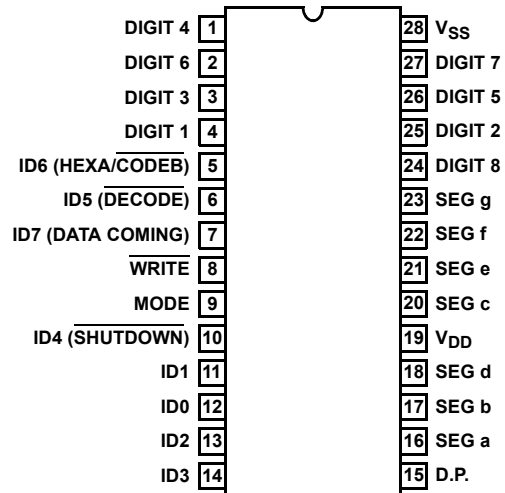 DIGIT 4 1 28 VSS
DIGIT 6 2 27 DIGIT 7
DIGIT 3 3 26 DIGIT 5
DIGIT 1 4 25 DIGIT 2
ID6 (HEXA/CODEB) 5 24 DIGIT 8
ID5 (DECODE) 6 23 SEG g
ID7 (DATA COMING) 7 22 SEG f
WRITE 8 21 SEG e
MODE 9 20 SEG c
ID4 (SHUTDOWN) 10 19 VDD
ID1 11 18 SEG d
ID0 12 17 SEG b
ID2 13 16 SEG a
ID3 14 15 D.P.